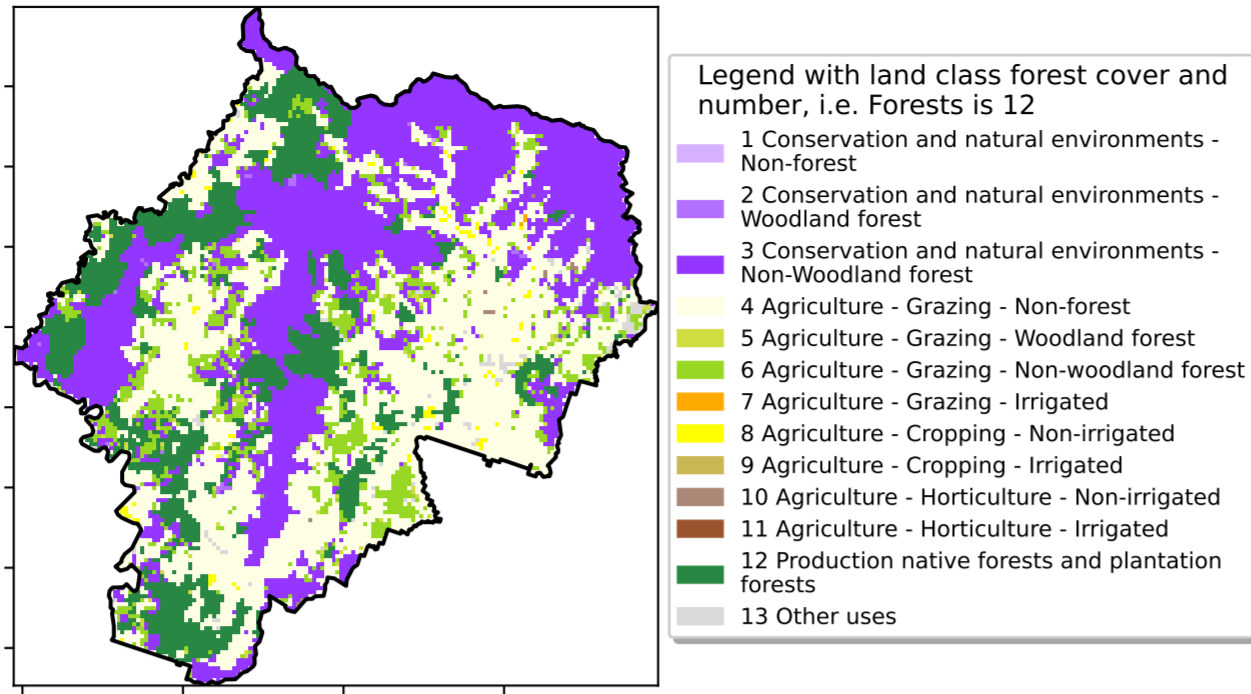 Legend with land class forest cover and
number, i.e. Forests is 12
1 Conservation and natural environments -
Non-forest
2 Conservation and natural environments -
Woodland forest
3 Conservation and natural environments -
Non-Woodland forest
4 Agriculture - Grazing - Non-forest
5 Agriculture - Grazing - Woodland forest
6 Agriculture - Grazing - Non-woodland forest
7 Agriculture - Grazing - Irrigated
8 Agriculture - Cropping - Non-irrigated
9 Agriculture - Cropping - Irrigated
10 Agriculture - Horticulture - Non-irrigated
11 Agriculture - Horticulture - Irrigated
12 Production native forests and plantation
forests
13 Other uses